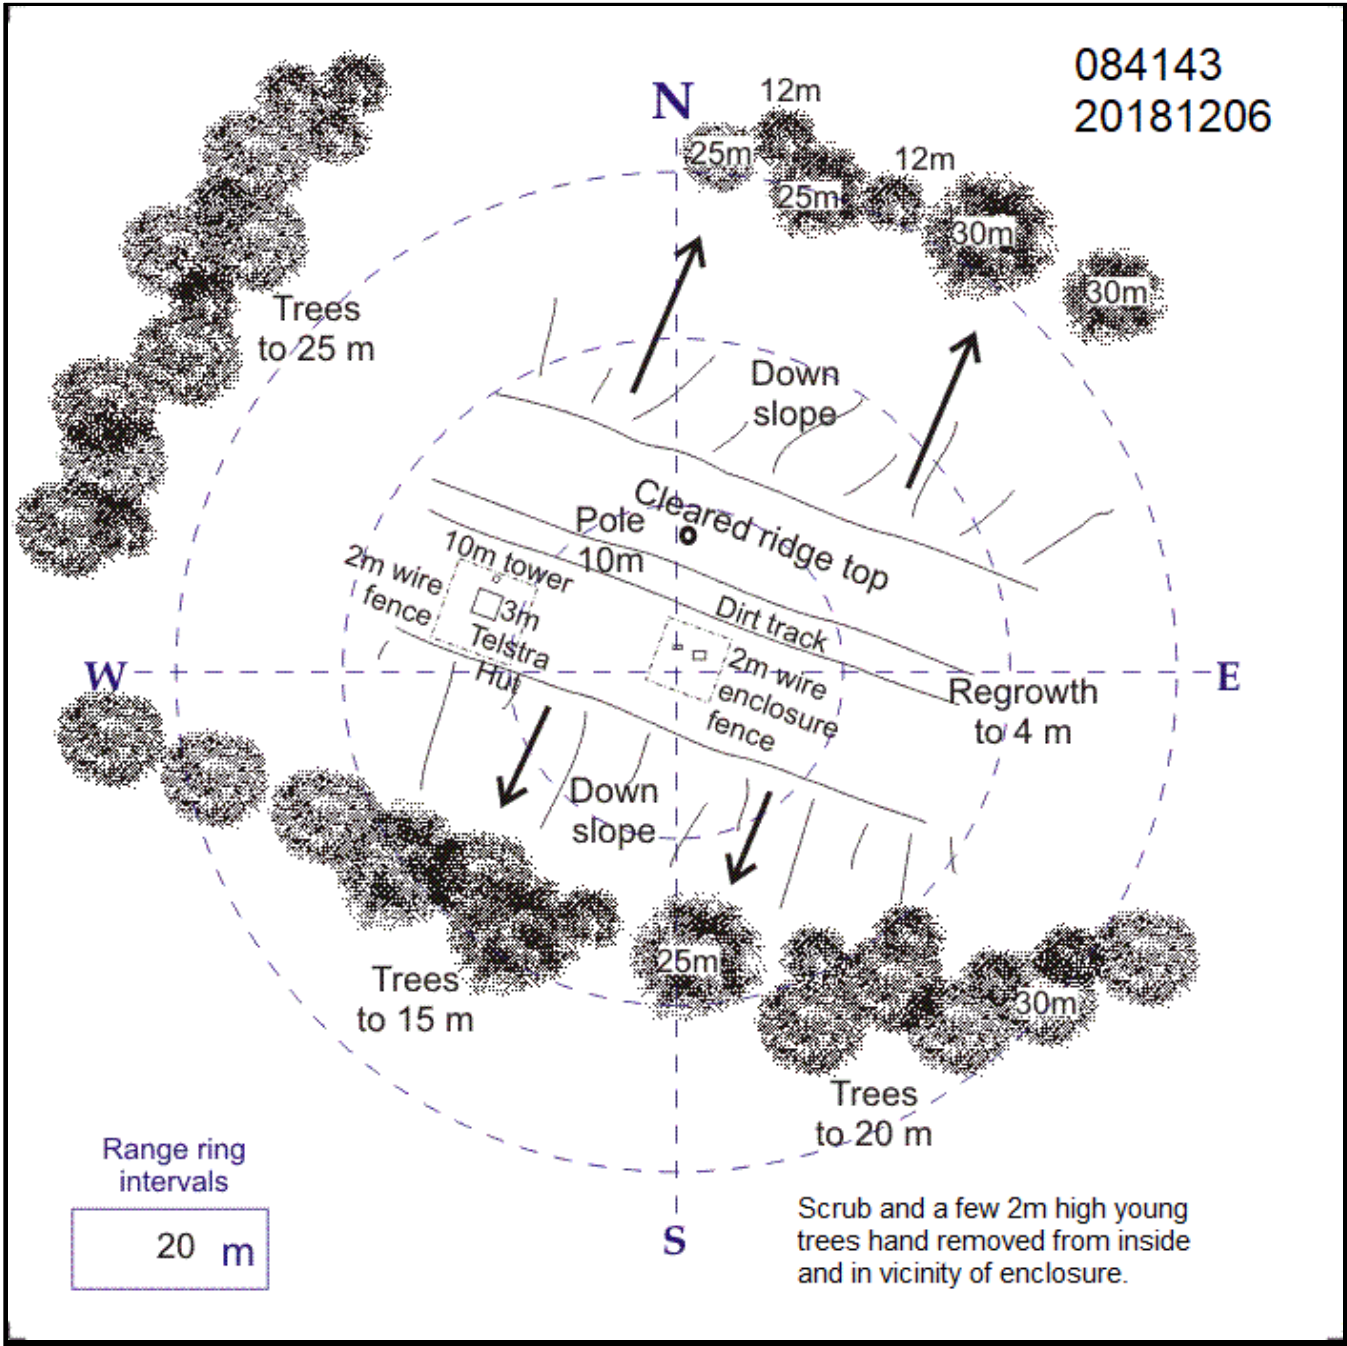 084143
20181206
N
12m
25m
12m
25m
30m
30m
Trees
to 25 m
Down
slope
Cleared ridge top
Pole
10m
10m tower
2m wire
fence
3m
Telstra
Hut
Dirt track
2m wire
enclosure
fence
W
E
Regrowth
to 4 m
Down
slope
25m
Trees
to 15 m
30m
Trees
to 20 m
Range ring
intervals
20 m
S
Scrub and a few 2m high young
trees hand removed from inside
and in vicinity of enclosure.